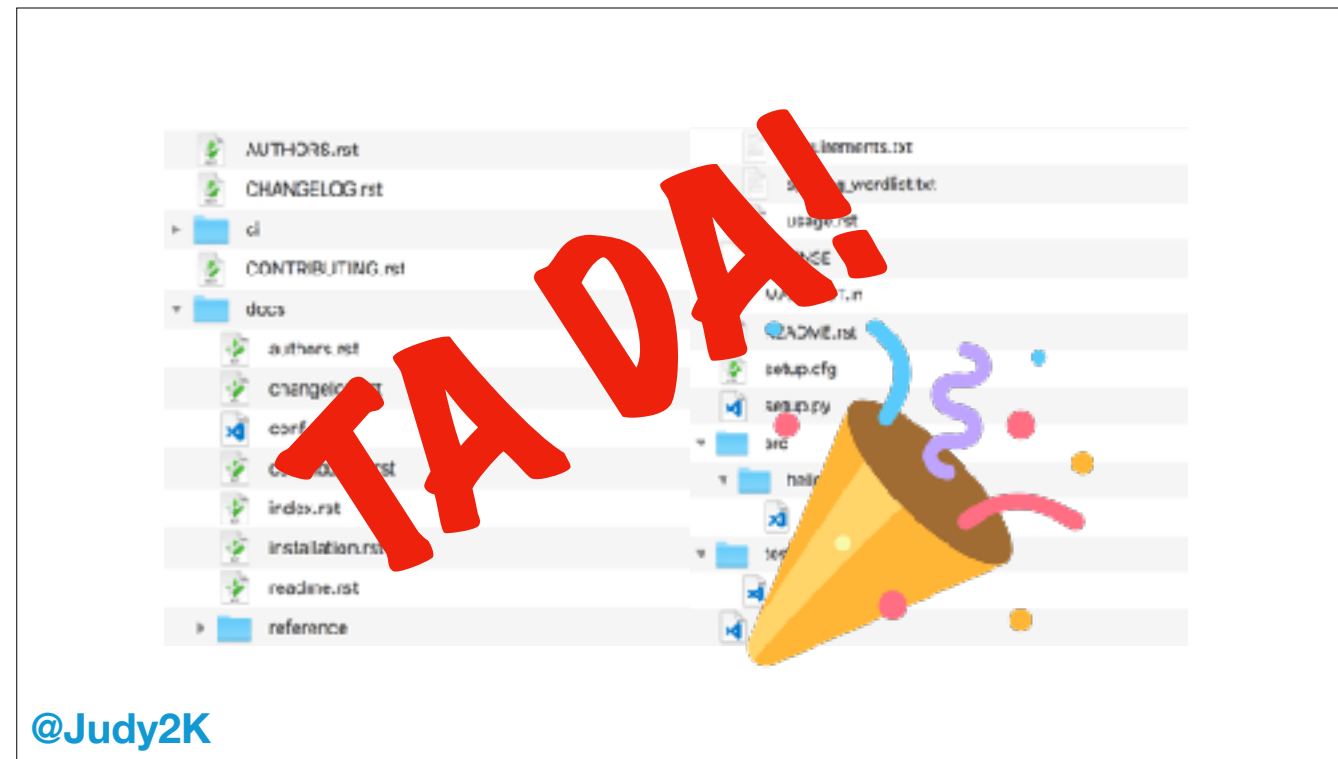 AUTHORS.rst
CHANGELOG.rst
ci
CONTRIBUTING.rst
docs
authors.rst
index.rst
installation.rst
readme.rst
reference
usage.rst
README.rst
setup.cfg
setup.py
src
TA DA!
@Judy2K